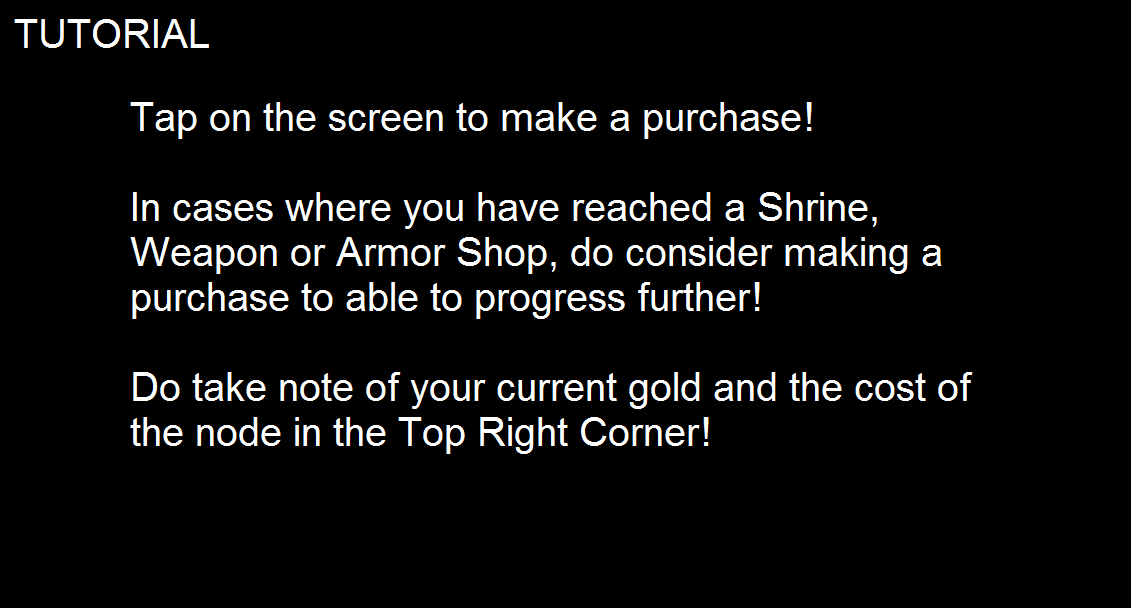 TUTORIAL
Tap on the screen to make a purchase!
In cases where you have reached a Shrine,
Weapon or Armor Shop, do consider making a
purchase to able to progress further!
Do take note of your current gold and the cost of
the node in the Top Right Corner!